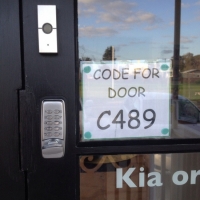 CODE FOR
DOOR
C489
Kia or